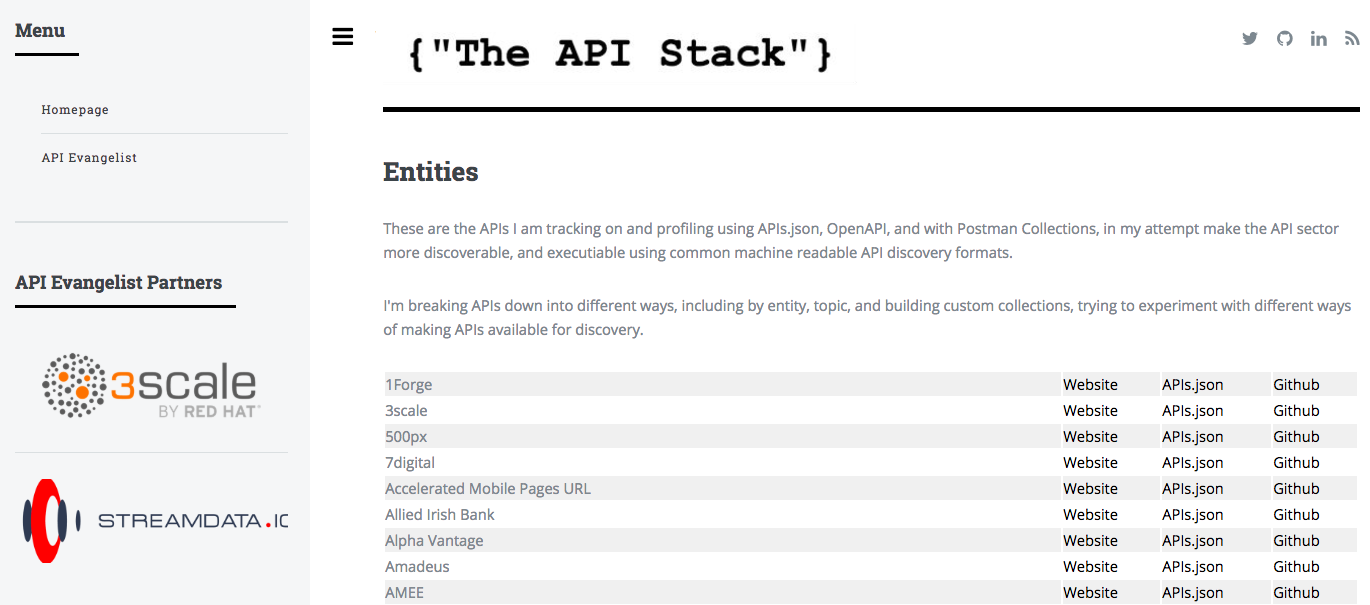 Menu
Homepage
API Evangelist
API Evangelist Partners
3scale
BY RED HAT
STREAMDATA.IO
{"The API Stack"}
Entities
These are the APIs I am tracking on and profiling using APIs.json, OpenAPI, and with Postman Collections, in my attempt make the API sector
more discoverable, and executiable using common machine readable API discovery formats.
I'm breaking APIs down into different ways, including by entity, topic, and building custom collections, trying to experiment with different ways
of making APIs available for discovery.
1Forge Website APIs.json Github
3scale Website APIs.json Github
500px Website APIs.json Github
7digital Website APIs.json Github
Accelerated Mobile Pages URL Website APIs.json Github
Allied Irish Bank Website APIs.json Github
Alpha Vantage Website APIs.json Github
Amadeus Website APIs.json Github
AMEE Website APIs.json Github